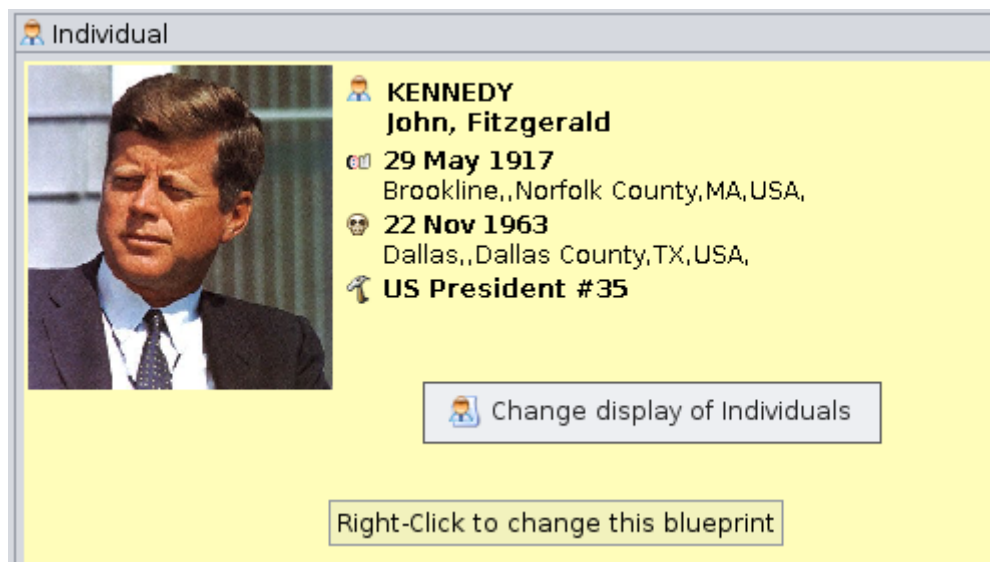 Individual
KENNEDY
John, Fitzgerald
29 May 1917
Brookline,,Norfolk County,MA,USA,
22 Nov 1963
Dallas,,Dallas County,TX,USA,
US President #35
Change display of Individuals
Right-Click to change this blueprint